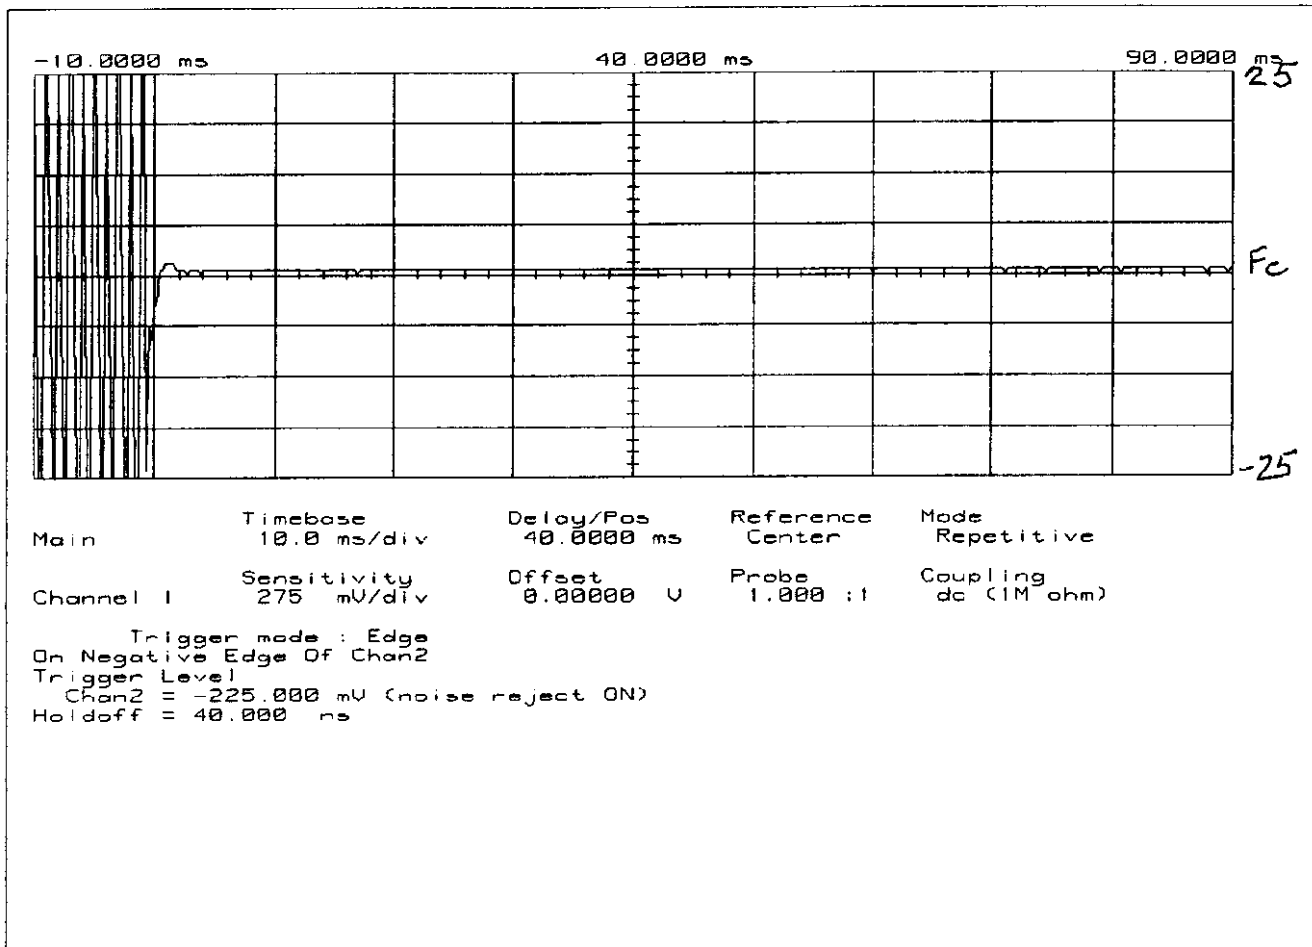 -10.0000 ms 40.0000 ms 90.0000 ms
25
Fc
-25
Timebase Delay/Pos Reference Mode
Main 10.0 ms/div 40.0000 ms Center Repetitive
Sensitivity Offset Probe Coupling
Channel 1 275 mV/div 0.00000 V 1.000 :1 dc (1M ohm)
Trigger mode : Edge
On Negative Edge Of Chan2
Trigger Level
Chan2 = -225.000 mV (noise reject ON)
Holdoff = 40.000 ns